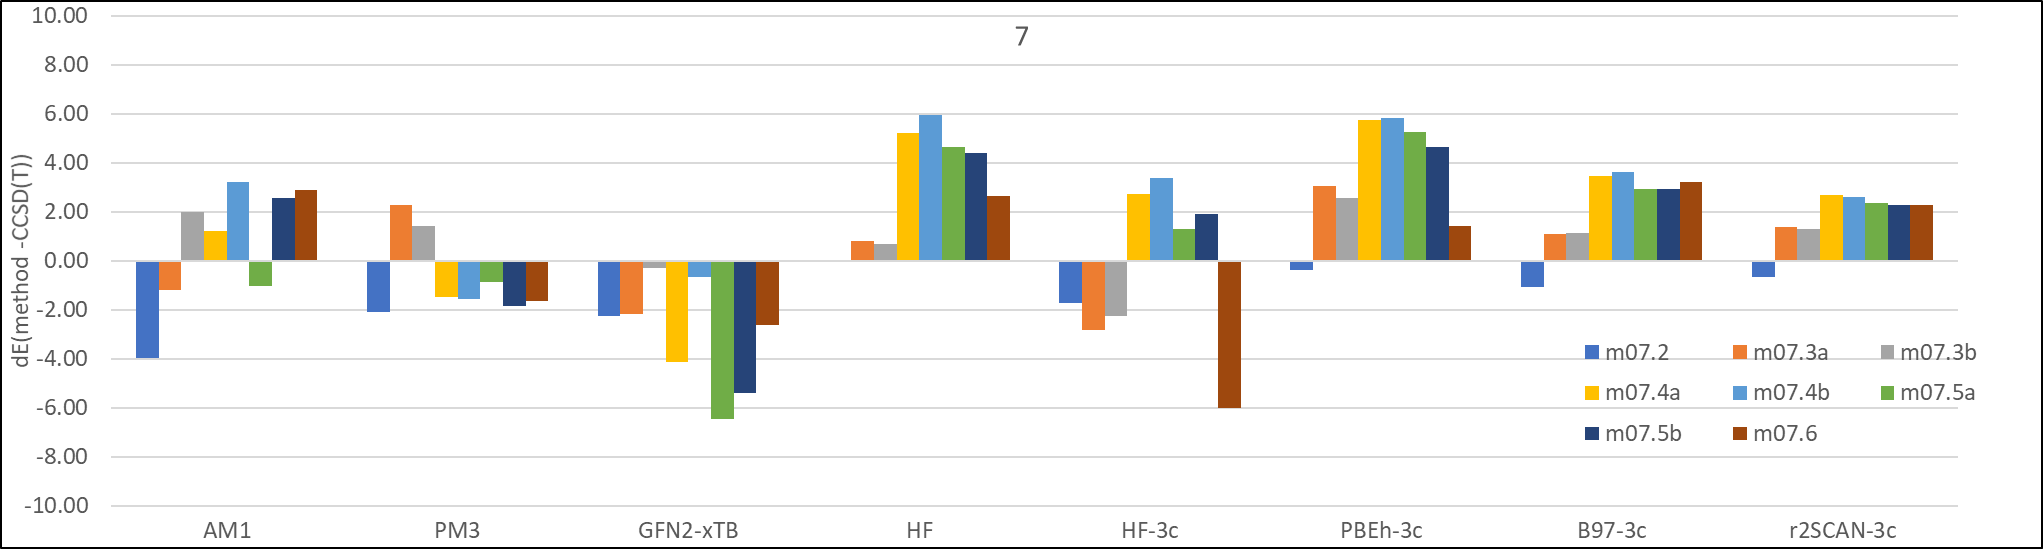 7
10.00
8.00
6.00
4.00
2.00
0.00
-2.00
-4.00
-6.00
-8.00
-10.00
dE(method -CCSD(T))
AM1 PM3 GFN2-xTB HF HF-3c PBEh-3c B97-3c r2SCAN-3c
m07.2 m07.3a m07.3b
m07.4a m07.4b m07.5a
m07.5b m07.6